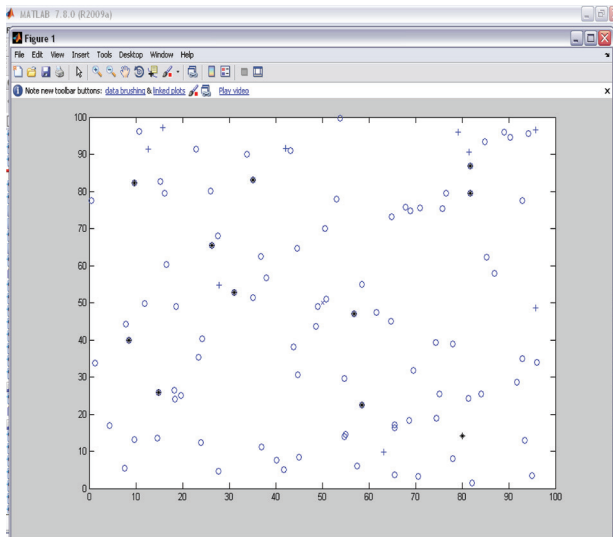 MATLAB 7.8.0 (R2009a)
Figure 1
File Edit View Insert Tools Desktop Window Help
Note new toolbar buttons: data brushing & linked plots Play video
100
90
80
70
60
50
40
30
20
10
0
0 10 20 30 40 50 60 70 80 90 100